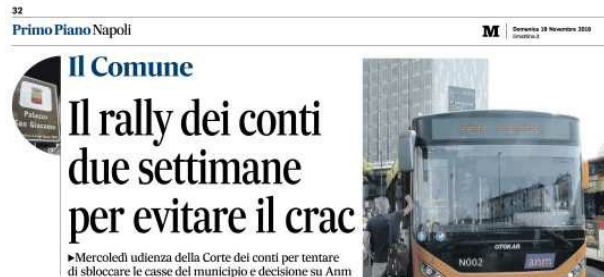 32
Primo Piano Napoli
M
Domenica 18 Novembre 2018
ilmattino.it
Il Comune
Palazzo
San Giacomo
Il rally dei conti
due settimane
per evitare il crac
▶Mercoledì udienza della Corte dei conti per tentare
di sbloccare le casse del municipio e decisione su Anm
OTOKAR
N002
anm